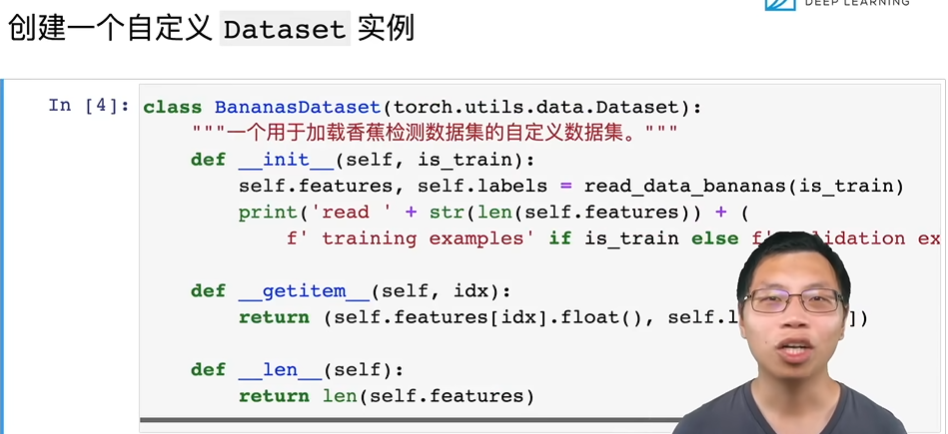 DEEP LEARNING
创建一个自定义 Dataset 实例
In [4]: class BananasDataset(torch.utils.data.Dataset):
"""一个用于加载香蕉检测数据集的自定义数据集。"""
def __init__(self, is_train):
self.features, self.labels = read_data_bananas(is_train)
print('read ' + str(len(self.features)) + (
f' training examples' if is_train else f' ex
def __getitem__(self, idx):
return (self.features[idx].float(), self.l ])
def __len__(self):
return len(self.features)